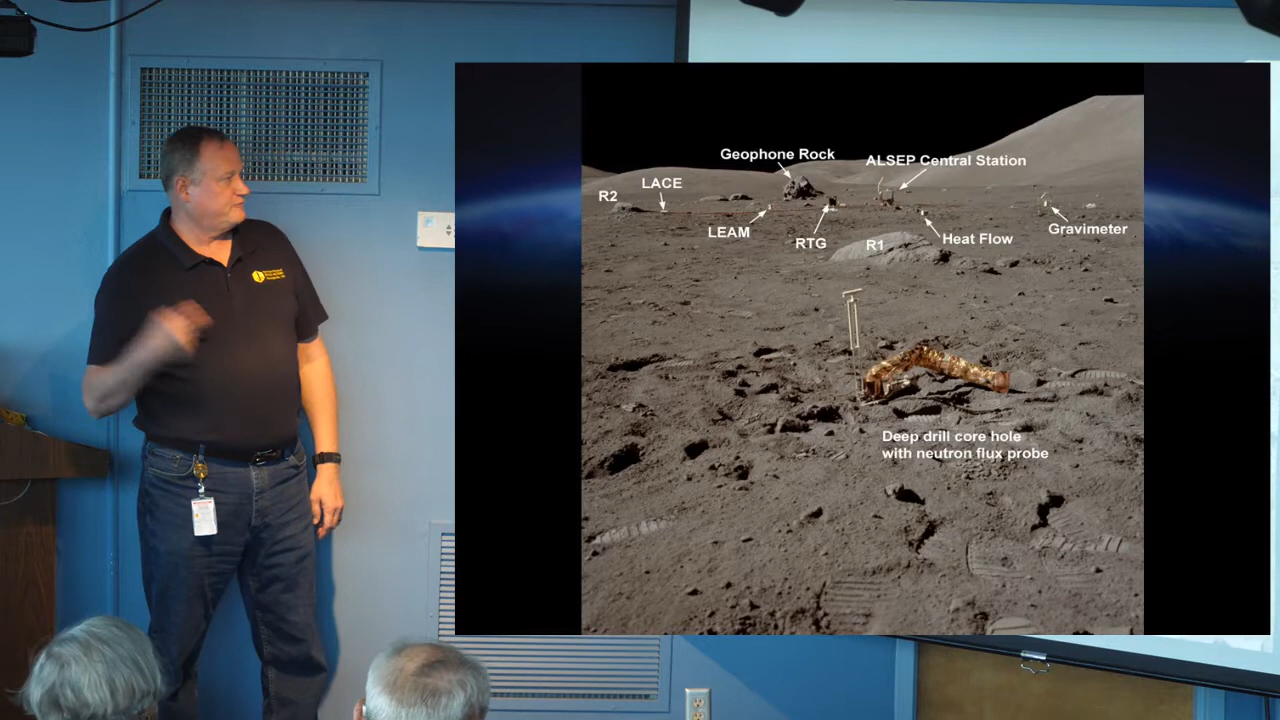 Geophone Rock
ALSEP Central Station
LACE
R2
LEAM
RTG
R1
Heat Flow
Gravimeter
Deep drill core hole
with neutron flux probe